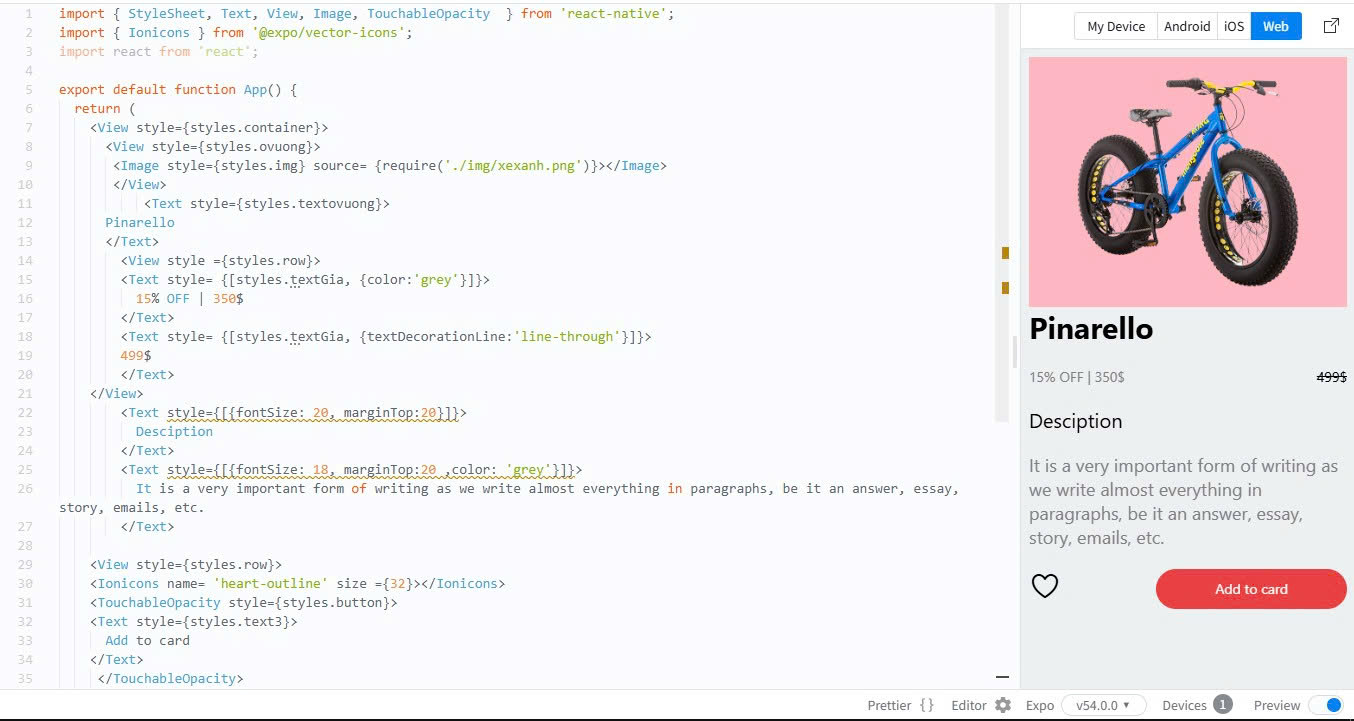 1 import { StyleSheet, Text, View, Image, TouchableOpacity  } from 'react-native';
2 import { Ionicons } from '@expo/vector-icons';
3 import react from 'react';
4
5 export default function App() {
6   return (
7     <View style={styles.container}>
8       <View style={styles.ovuong}>
9        <Image style={styles.img} source= {require('./img/xexanh.png')}></Image>
10        </View>
11            <Text style={styles.textovuong}>
12       Pinarello
13       </Text>
14         <View style ={styles.row}>
15         <Text style= {[styles.textGia, {color:'grey'}]}>
16           15% OFF | 350$
17         </Text>
18         <Text style= {[styles.textGia, {textDecorationLine:'line-through'}]}>
19         499$
20         </Text>
21     </View>
22         <Text style={[{fontSize: 20, marginTop:20}]}>
23           Desciption
24         </Text>
25         <Text style={[{fontSize: 18, marginTop:20 ,color: 'grey'}]}>
26           It is a very important form of writing as we write almost everything in paragraphs, be it an answer, essay,
story, emails, etc.
27         </Text>
28
29     <View style={styles.row}>
30     <Ionicons name= 'heart-outline' size ={32}></Ionicons>
31     <TouchableOpacity style={styles.button}>
32     <Text style={styles.text3}>
33       Add to card
34     </Text>
35      </TouchableOpacity>
My Device Android iOS Web
Pinarello
15% OFF | 350$ 499$
Desciption
It is a very important form of writing as
we write almost everything in
paragraphs, be it an answer, essay,
story, emails, etc.
Add to card
Prettier {} Editor Expo v54.0.0 Devices 1 Preview